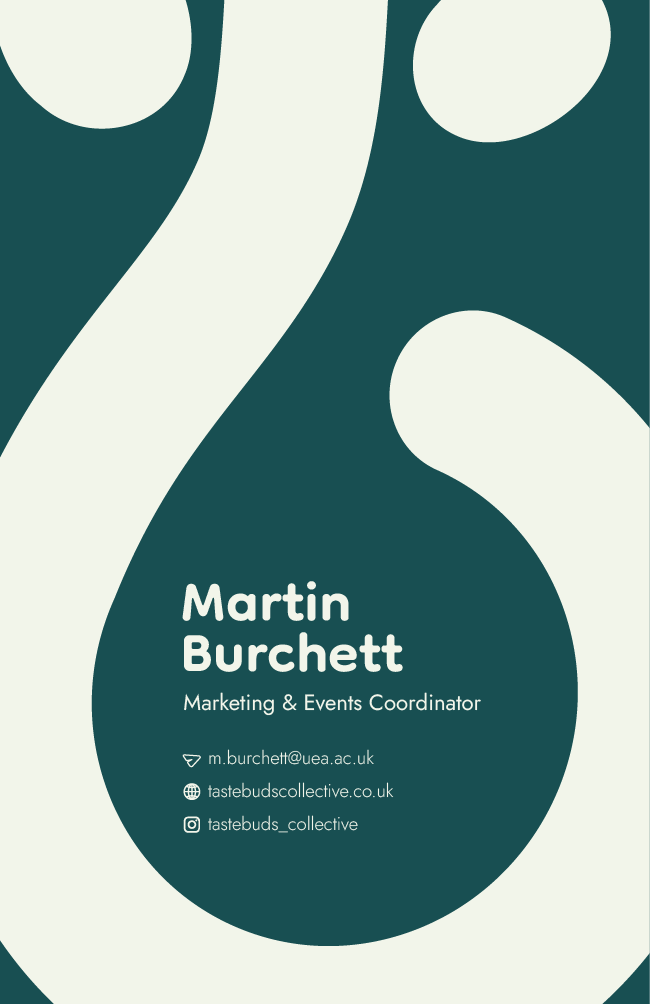 Martin
Burchett
Marketing & Events Coordinator
m.burchett@uea.ac.uk
tastebudscollective.co.uk
tastebuds_collective